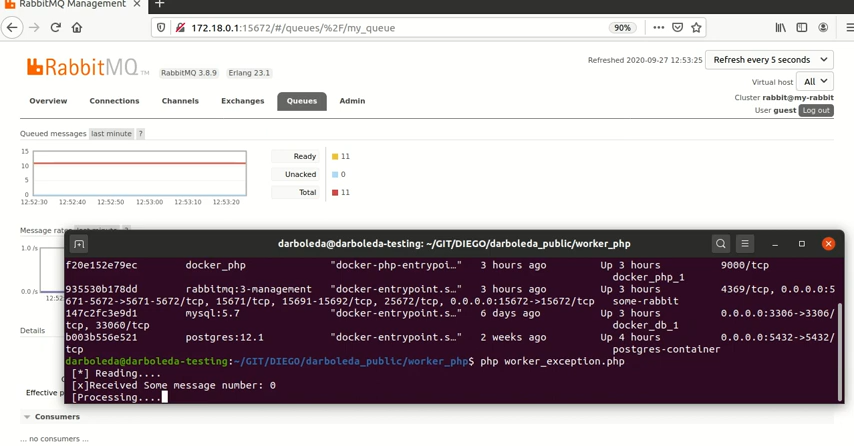 RabbitMQ Management
172.18.0.1:15672/#/queues/%2F/my_queue
90%
RabbitMQ TM RabbitMQ 3.8.9 Erlang 23.1
Refreshed 2020-09-27 12:53:25 Refresh every 5 seconds
Virtual host All
Cluster rabbit@my-rabbit
User guest Log out
Overview Connections Channels Exchanges Queues Admin
Queued messages last minute ?
15
10
5
0
12:52:30 12:52:40 12:52:50 12:53:00 12:53:10 12:53:20
Ready 11
Unacked 0
Total 11
Message rates last minute ?
1.0 /s
0.0 /s
Details
Consumers
... no consumers ...
darboleda@darboleda-testing: ~/GIT/DIEGO/darboleda_public/worker_php
f20e152e79ec docker_php "docker-php-entrypoi…" 3 hours ago Up 3 hours 9000/tcp
docker_php_1
935530b178dd rabbitmq:3-management "docker-entrypoint.s…" 3 hours ago Up 3 hours 4369/tcp, 0.0.0.0:5
671-5672->5671-5672/tcp, 15671/tcp, 15691-15692/tcp, 25672/tcp, 0.0.0.0:15672->15672/tcp some-rabbit
147c2fc3e9d1 mysql:5.7 "docker-entrypoint.s…" 6 days ago Up 3 hours 0.0.0.0:3306->3306/
tcp, 33060/tcp docker_db_1
b003b556e521 postgres:12.1 "docker-entrypoint.s…" 2 weeks ago Up 4 hours 0.0.0.0:5432->5432/
tcp postgres-container
darboleda@darboleda-testing:~/GIT/DIEGO/darboleda_public/worker_php$ php worker_exception.php
[*] Reading....
[x]Received Some message number: 0
[Processing....